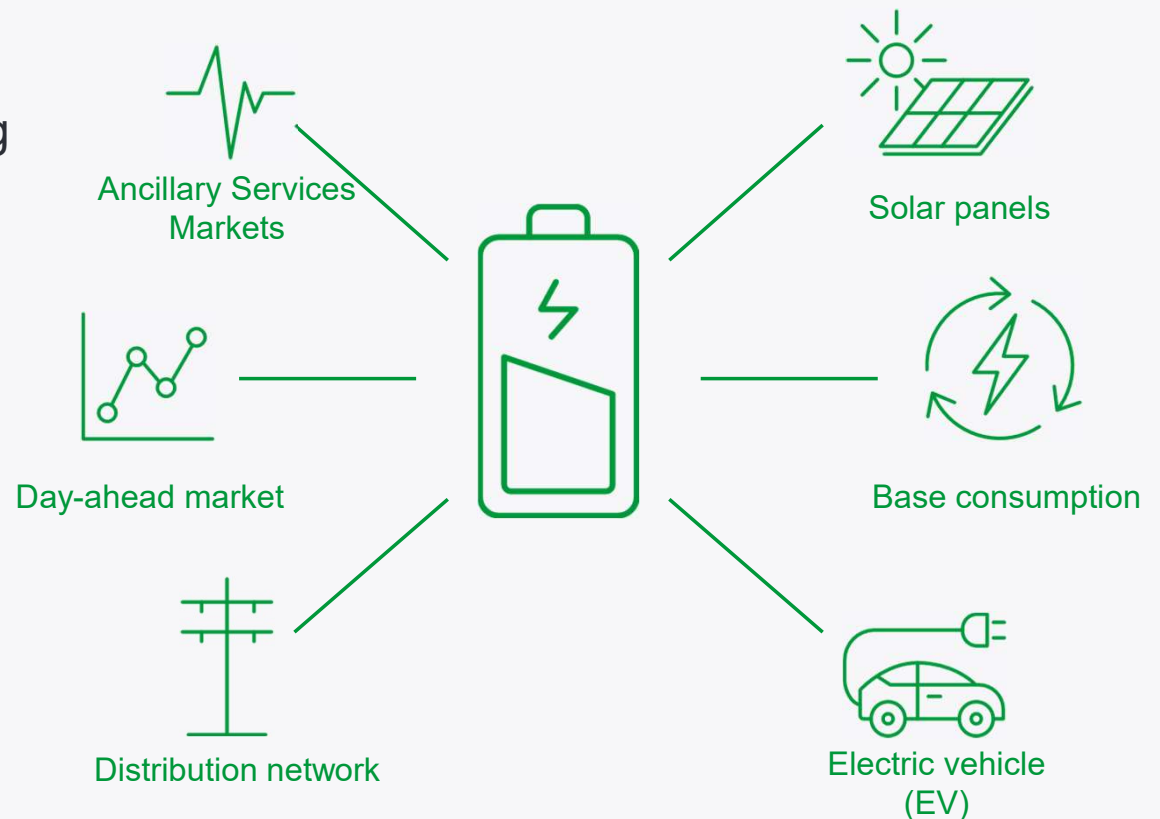 g
Ancillary Services
Markets
Solar panels
Day-ahead market
Base consumption
Distribution network
Electric vehicle
(EV)